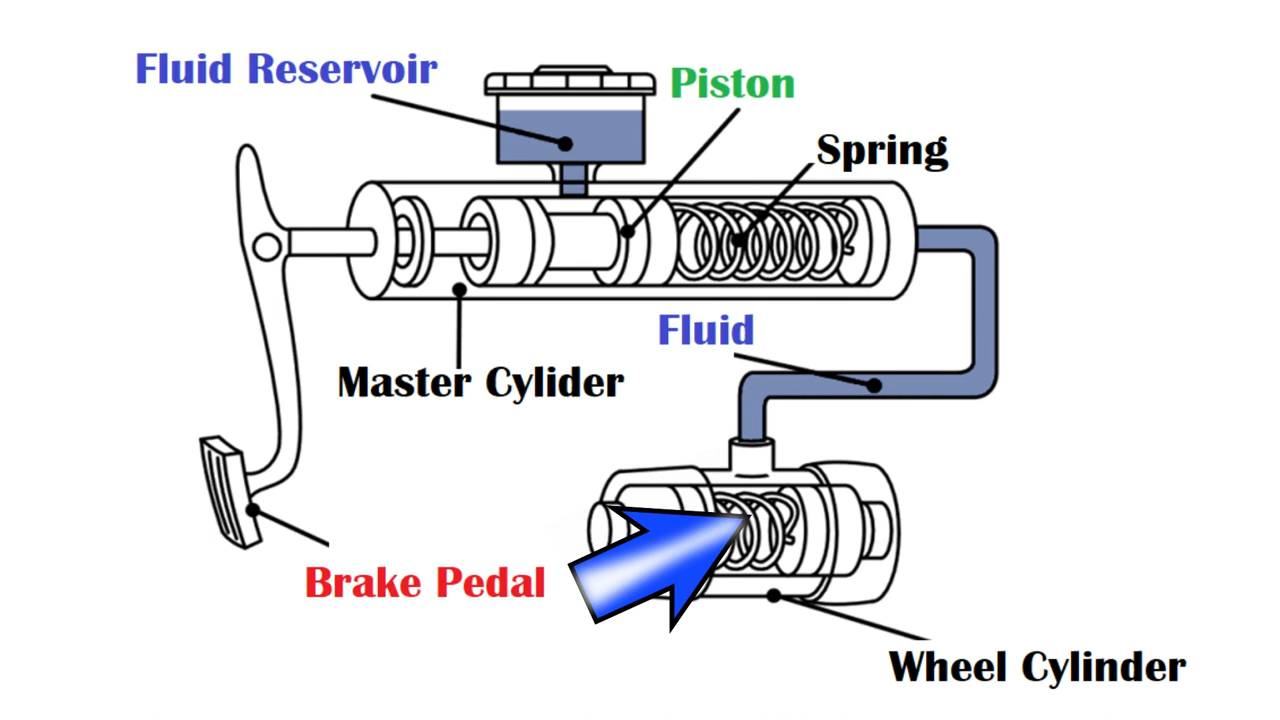 Fluid Reservoir
Piston
Spring
Fluid
Master Cylider
Brake Pedal
Wheel Cylinder